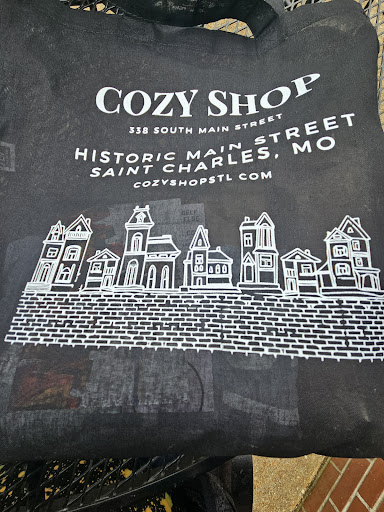 COZY SHOP
338 SOUTH MAIN STREET
HISTORIC MAIN STREET
SAINT CHARLES, MO
COZYSHOPSTL.COM